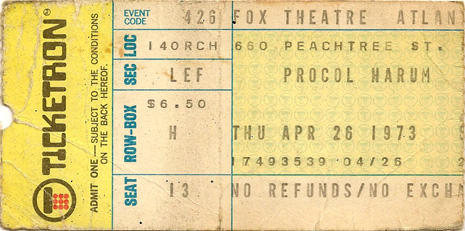 TICKETRON®
ADMIT ONE—SUBJECT TO THE CONDITIONS
ON THE BACK HEREOF.
EVENT CODE 426 FOX THEATRE ATLAN
LOC 14ORCH 660 PEACHTREE ST.
SEC LEF PROCOL HARUM
$6.50
ROW-BOX H THU APR 26 1973
17493539 04/26
SEAT 13 NO REFUNDS/NO EXCHA